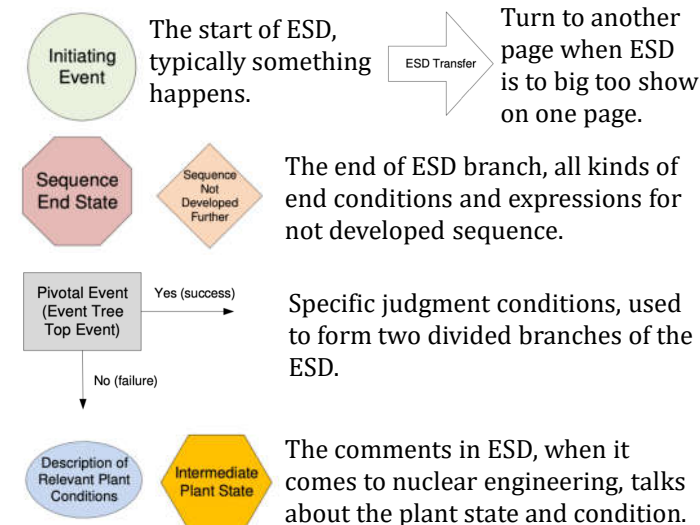 Initiating
Event
The start of ESD,
typically something
happens.
ESD Transfer
Turn to another
page when ESD
is to big too show
on one page.
Sequence
End State
Sequence
Not
Developed
Further
The end of ESD branch, all kinds of
end conditions and expressions for
not developed sequence.
Pivotal Event
(Event Tree
Top Event)
Yes (success)
No (failure)
Specific judgment conditions, used
to form two divided branches of the
ESD.
Description of
Relevant Plant
Conditions
Intermediate
Plant State
The comments in ESD, when it
comes to nuclear engineering, talks
about the plant state and condition.